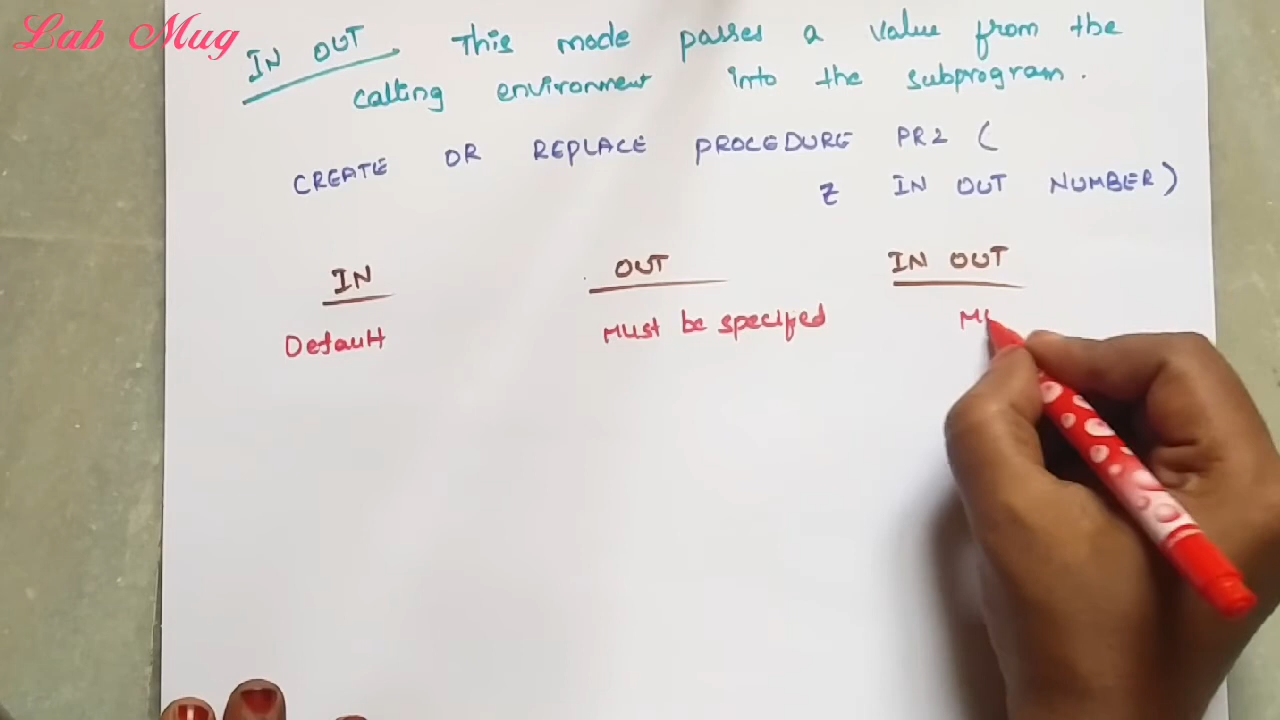 Lab Mug
IN OUT This mode passes a value from the
calling environment into the subprogram.
CREATE OR REPLACE PROCEDURE PR2 (
Z IN OUT NUMBER)
IN OUT IN OUT
Default Must be specified